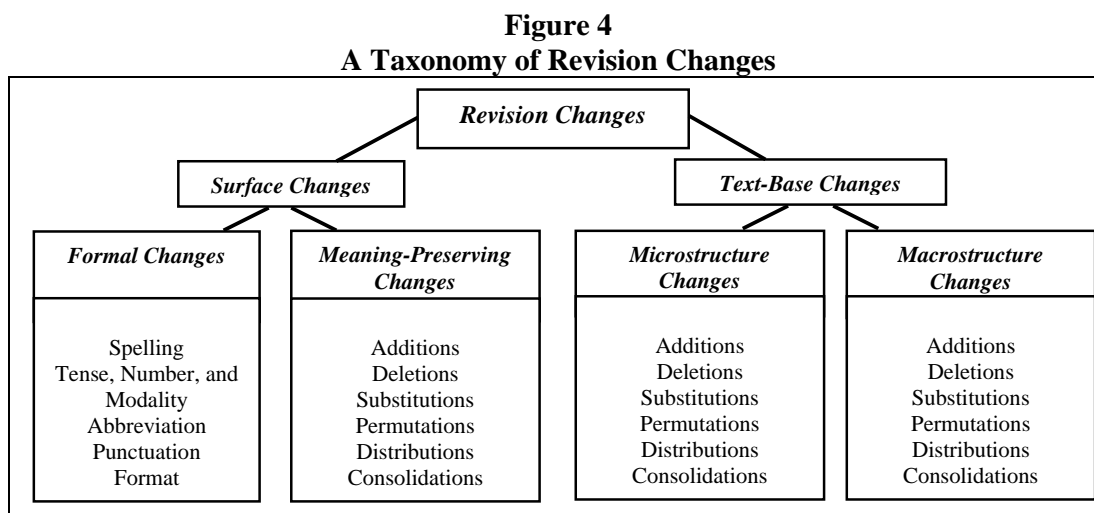 Figure 4
A Taxonomy of Revision Changes
Revision Changes
Surface Changes
Text-Base Changes
Formal Changes
Spelling
Tense, Number, and
Modality
Abbreviation
Punctuation
Format
Meaning-Preserving
Changes
Additions
Deletions
Substitutions
Permutations
Distributions
Consolidations
Microstructure
Changes
Additions
Deletions
Substitutions
Permutations
Distributions
Consolidations
Macrostructure
Changes
Additions
Deletions
Substitutions
Permutations
Distributions
Consolidations